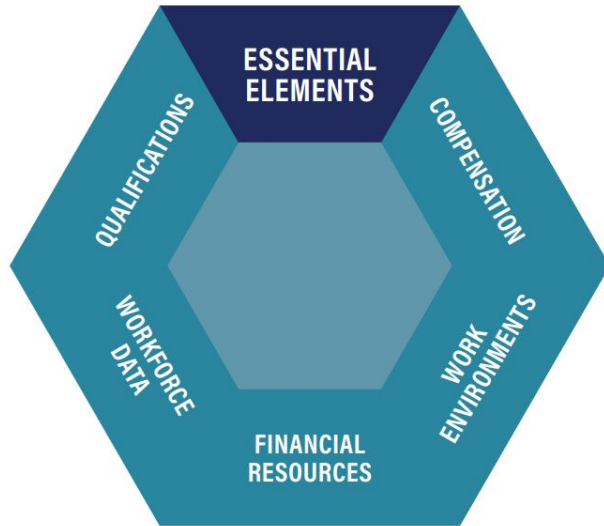 ESSENTIAL
ELEMENTS
COMPENSATION
WORK
ENVIRONMENTS
FINANCIAL
RESOURCES
WORKFORCE
DATA
QUALIFICATIONS